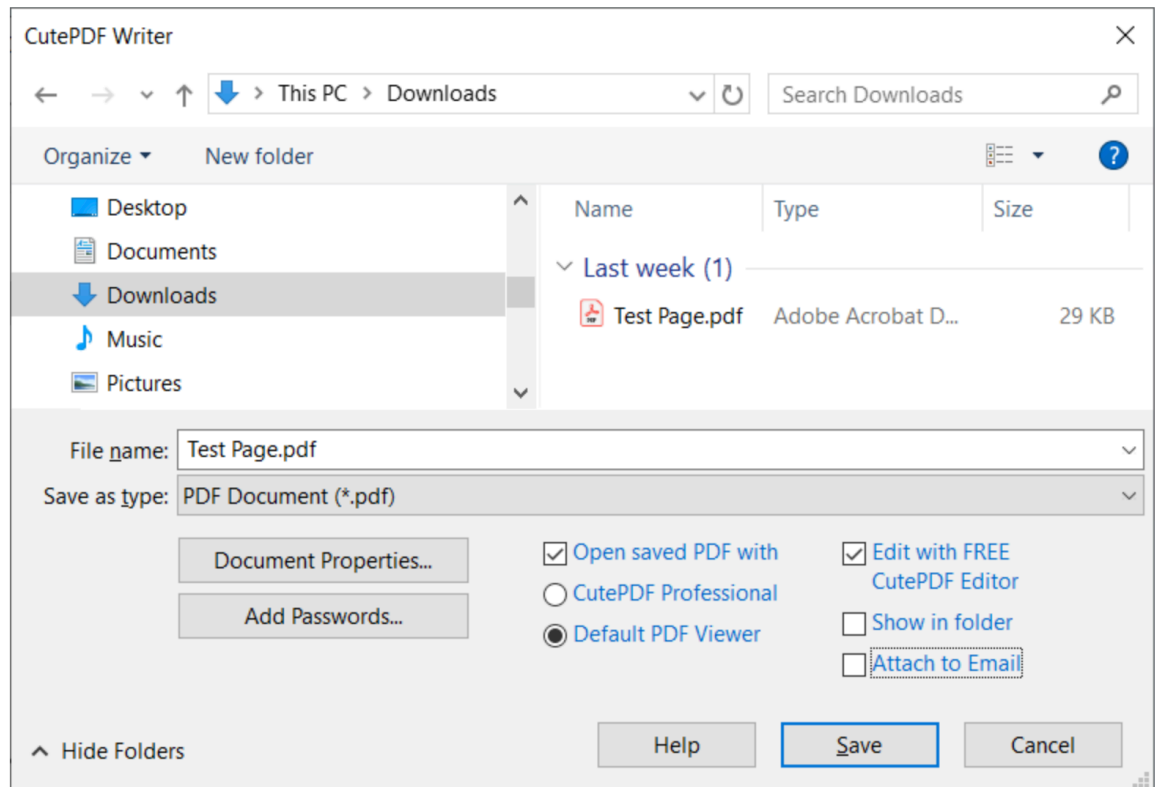 CutePDF Writer
This PC > Downloads
Search Downloads
Organize
New folder
Desktop
Documents
Downloads
Music
Pictures
Name Type Size
Last week (1)
Test Page.pdf Adobe Acrobat D... 29 KB
File name: Test Page.pdf
Save as type: PDF Document (*.pdf)
Document Properties...
Add Passwords...
Open saved PDF with
CutePDF Professional
Default PDF Viewer
Edit with FREE
CutePDF Editor
Show in folder
Attach to Email
Hide Folders
Help
Save
Cancel